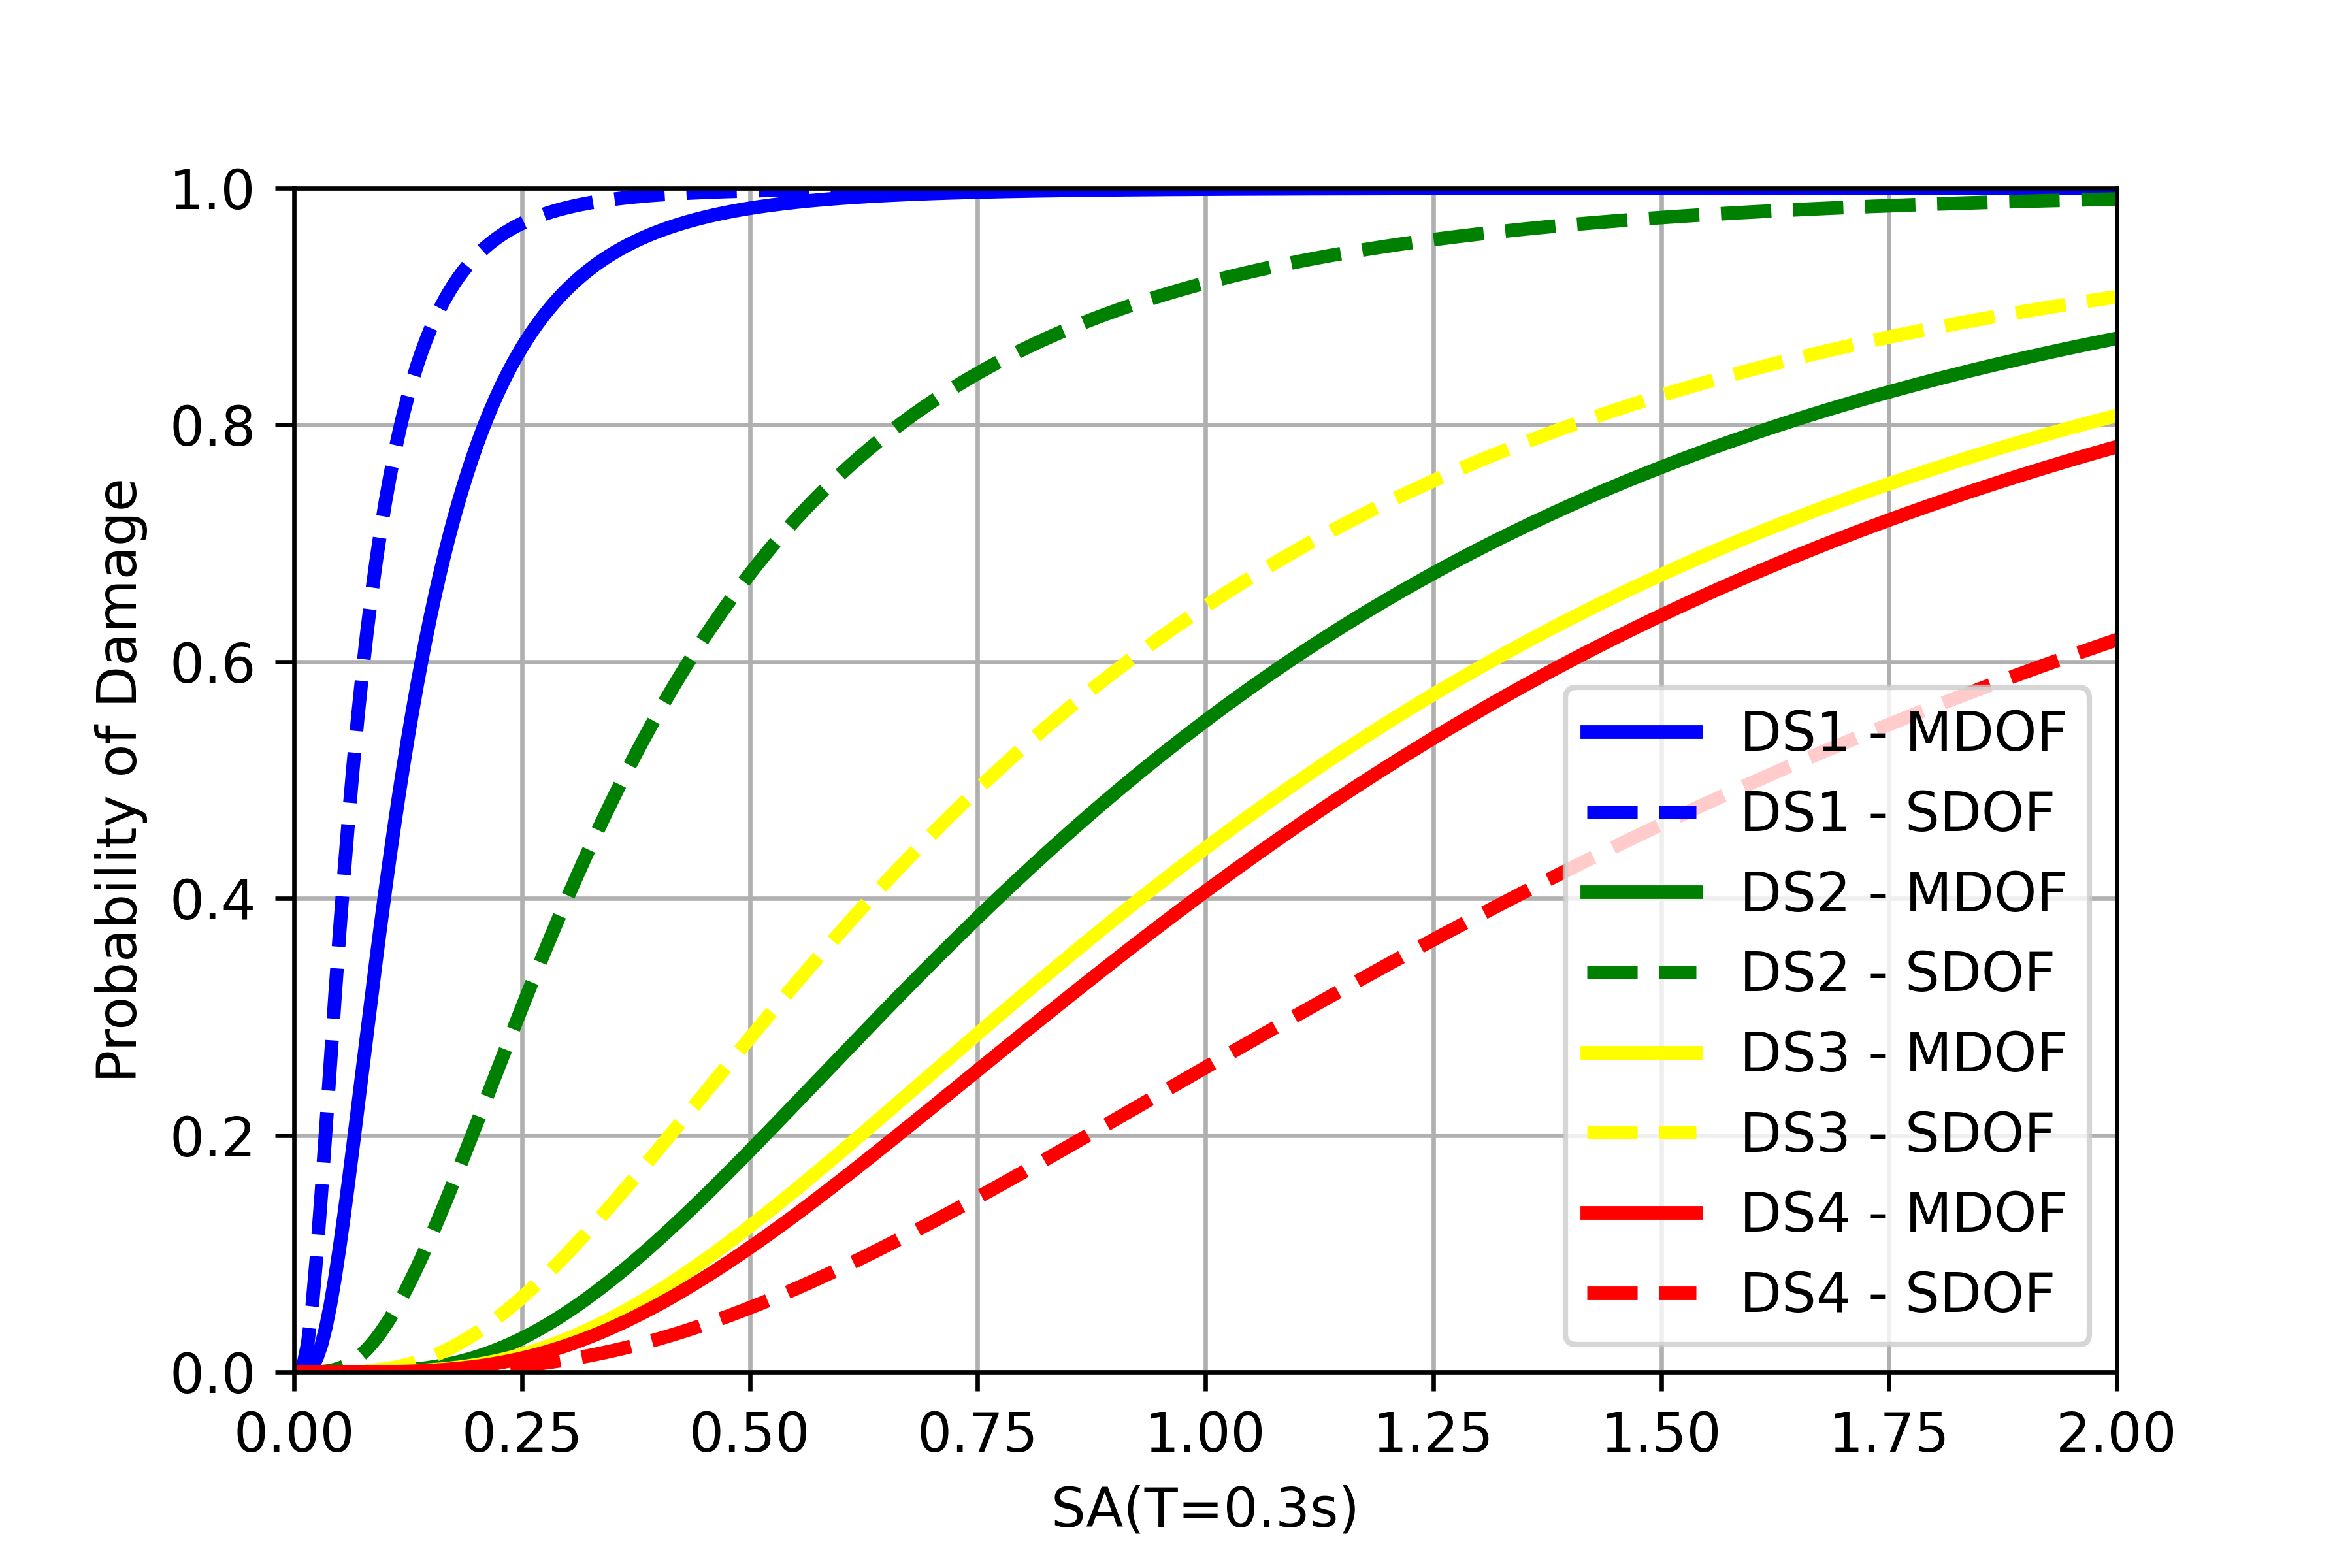 1.0
0.8
0.6
0.4
0.2
0.0
Probability of Damage
0.00 0.25 0.50 0.75 1.00 1.25 1.50 1.75 2.00
SA(T=0.3s)
DS1 - MDOF
DS1 - SDOF
DS2 - MDOF
DS2 - SDOF
DS3 - MDOF
DS3 - SDOF
DS4 - MDOF
DS4 - SDOF